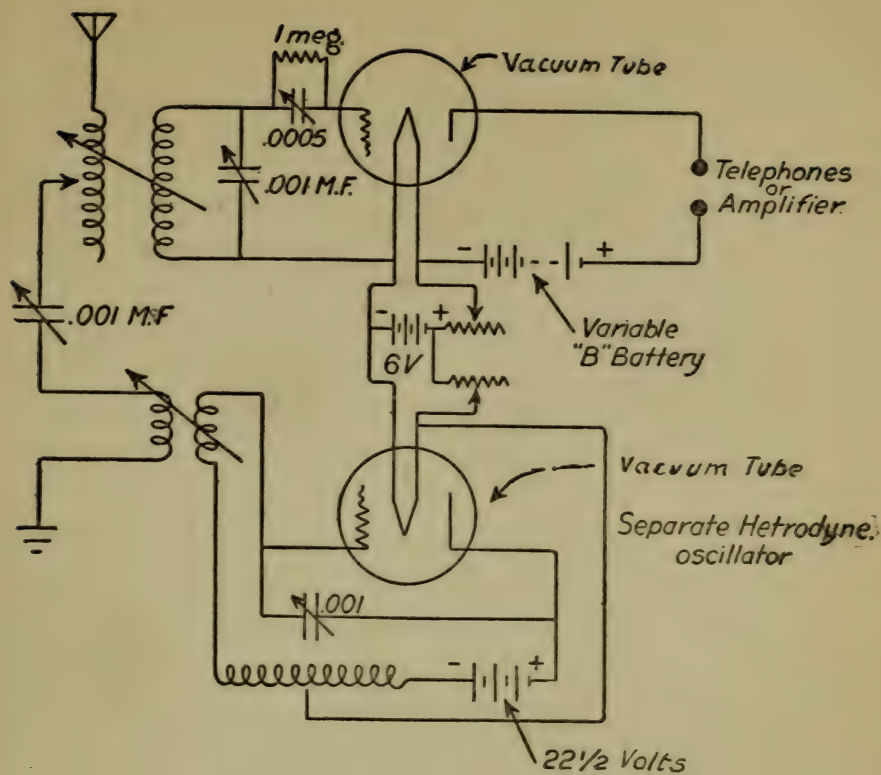 1 meg.
Vacuum Tube
.0005
.001 M.F.
Telephones
or
Amplifier.
- +
.001 M.F
- +
6V
Variable
"B" Battery
Vacuum Tube
Separate Hetrodyne.
oscillator
.001
- +
22½ Volts